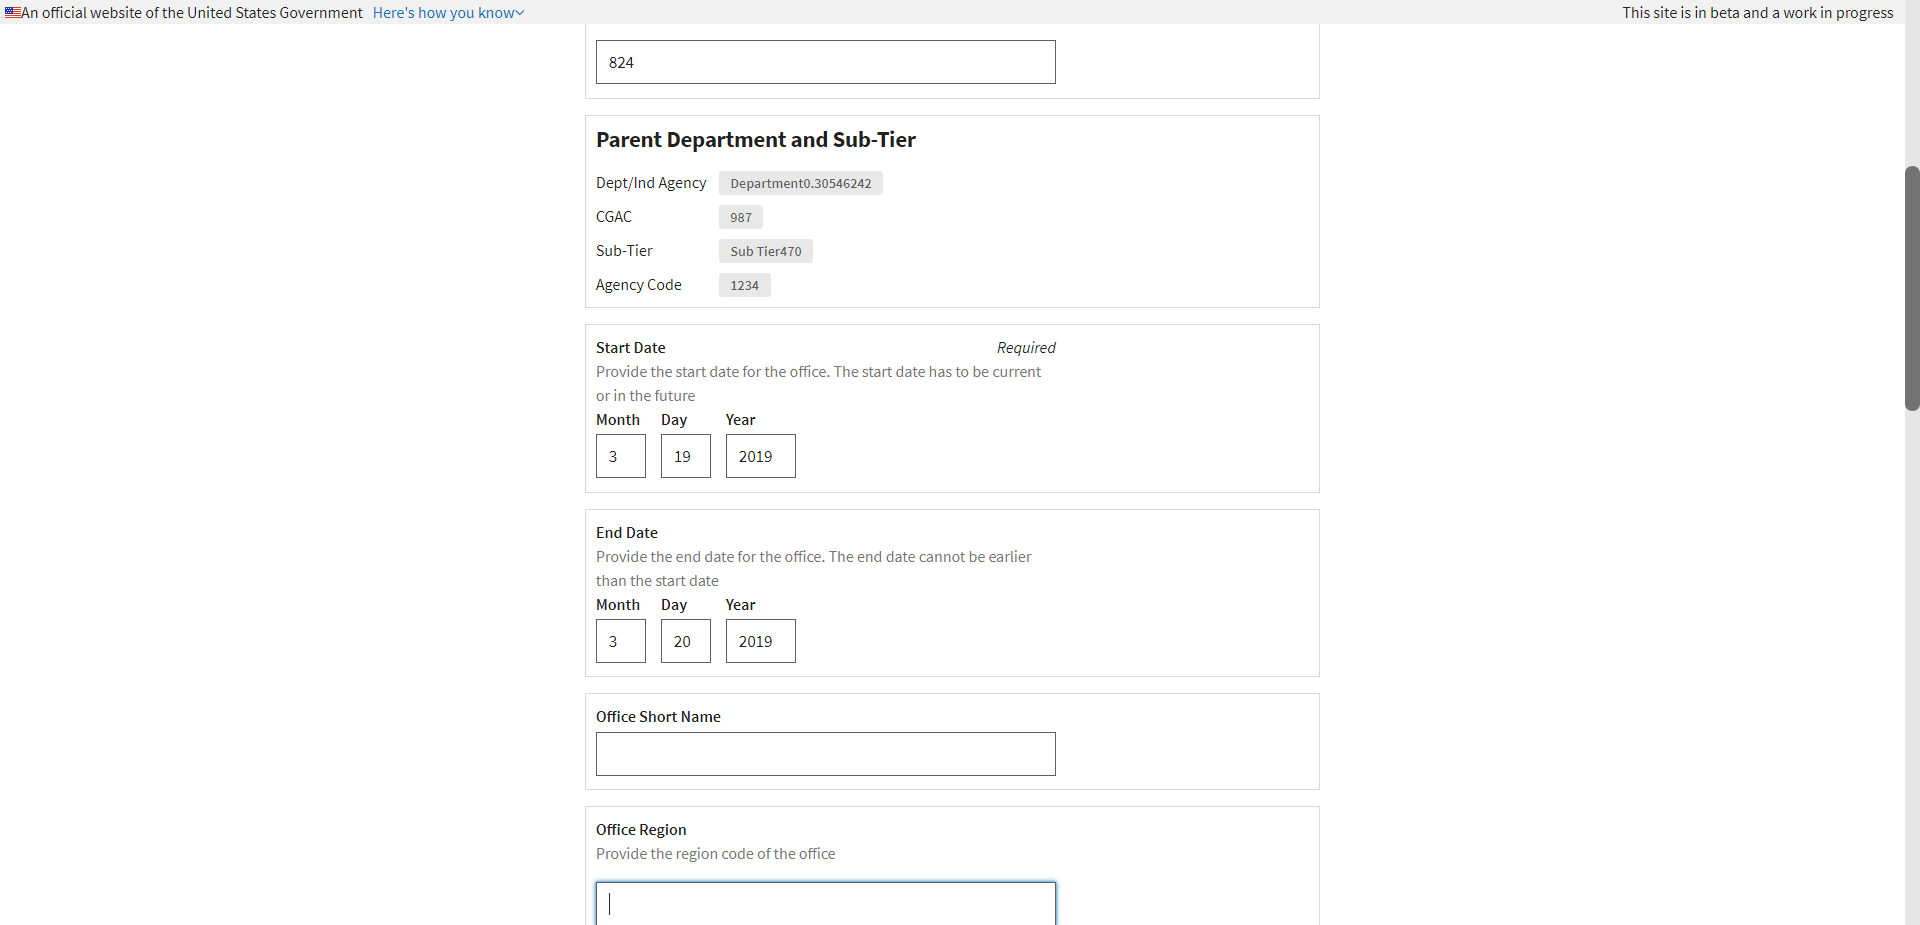 An official website of the United States Government Here's how you know This site is in beta and a work in progress
824
Parent Department and Sub-Tier
Dept/Ind Agency Department0.30546242
CGAC 987
Sub-Tier Sub Tier470
Agency Code 1234
Start Date Required
Provide the start date for the office. The start date has to be current
or in the future
Month Day Year
3 19 2019
End Date
Provide the end date for the office. The end date cannot be earlier
than the start date
Month Day Year
3 20 2019
Office Short Name
Office Region
Provide the region code of the office